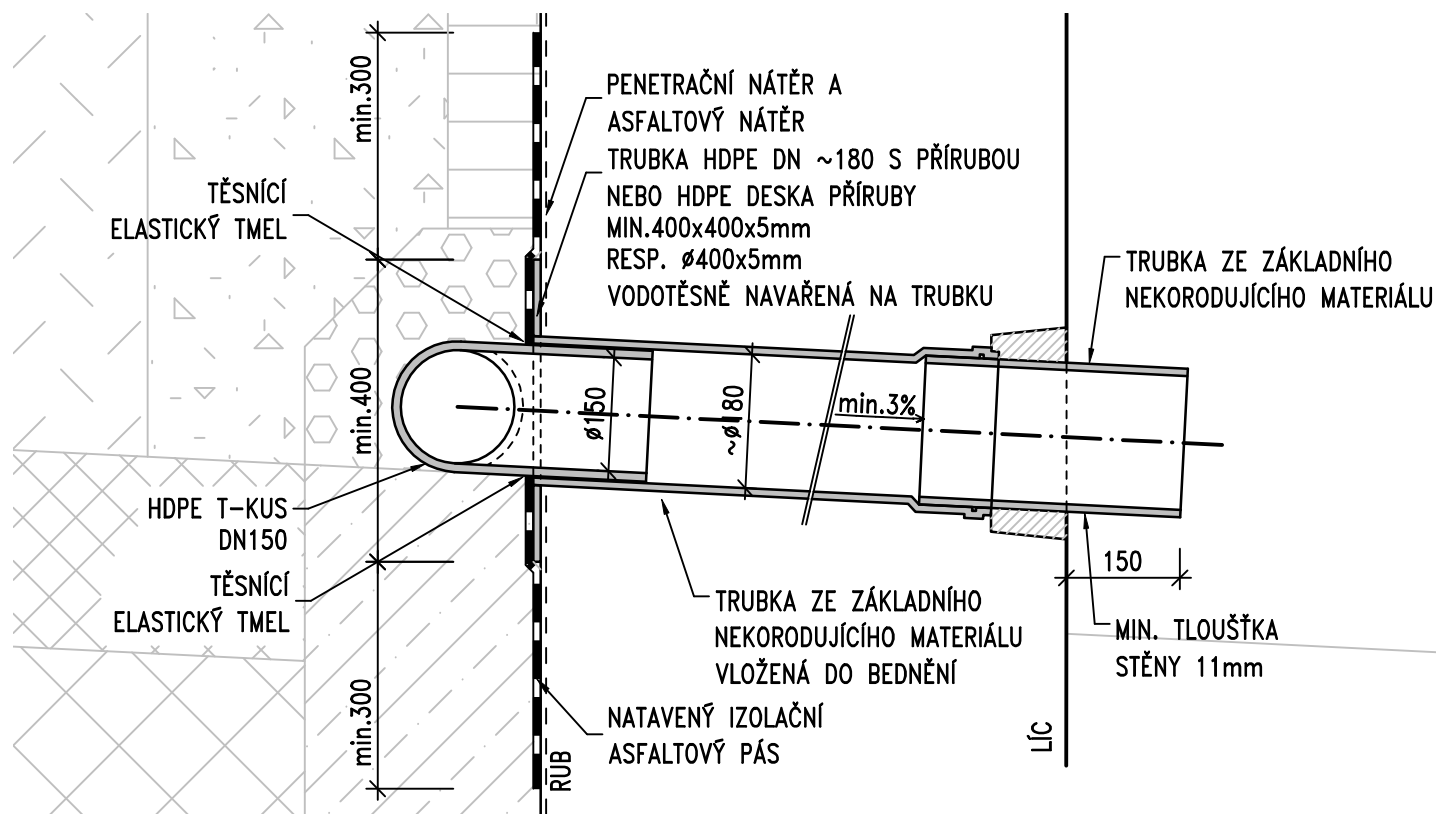 min.300
PENETRAČNÍ NÁTĚR A
ASFALTOVÝ NÁTĚR
TRUBKA HDPE DN ~180 S PŘÍRUBOU
NEBO HDPE DESKA PŘÍRUBY
MIN.400x400x5mm
RESP. ø400x5mm
VODOTĚSNĚ NAVAŘENÁ NA TRUBKU
TĚSNÍCÍ
ELASTICKÝ TMEL
TRUBKA ZE ZÁKLADNÍHO
NEKORODUJÍCÍHO MATERIÁLU
min.400
ø150
~ø180
min.3%
HDPE T-KUS
DN150
TĚSNÍCÍ
ELASTICKÝ TMEL
150
TRUBKA ZE ZÁKLADNÍHO
NEKORODUJÍCÍHO MATERIÁLU
VLOŽENÁ DO BEDNĚNÍ
MIN. TLOUŠŤKA
STĚNY 11mm
min.300
NATAVENÝ IZOLAČNÍ
ASFALTOVÝ PÁS
RUB
LÍC